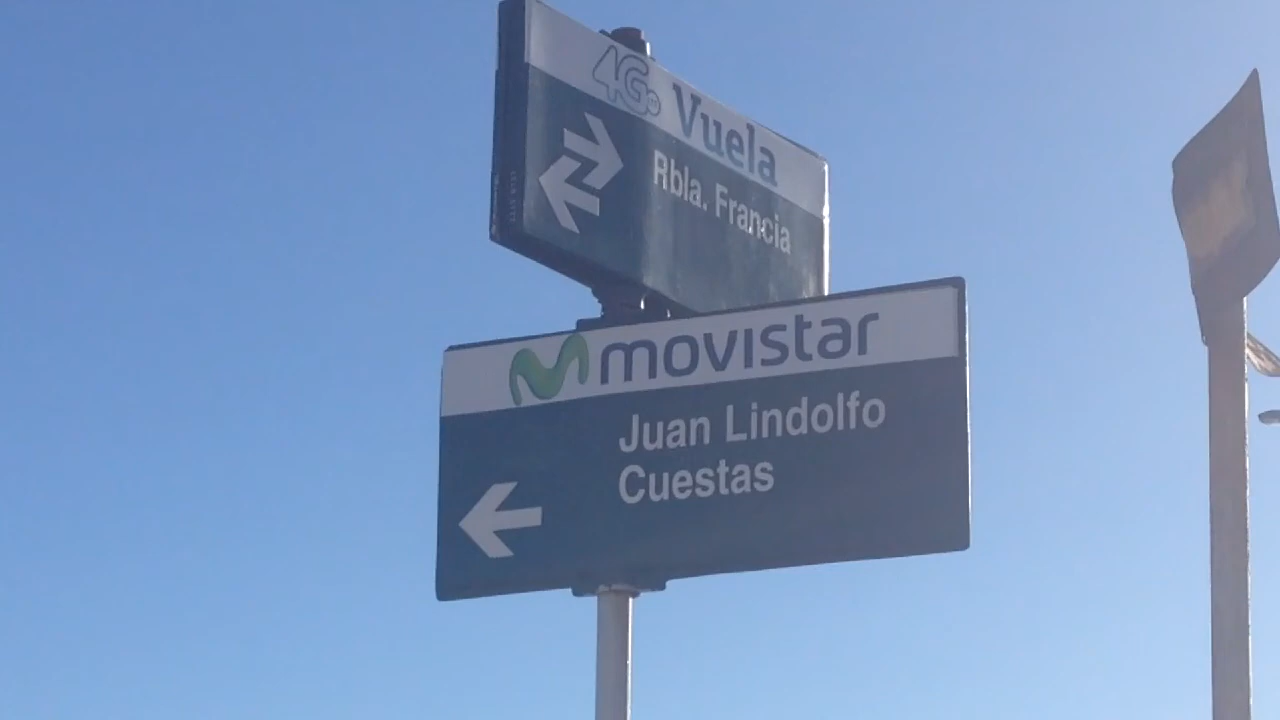 4G
Vuela
Rbla. Francia
movistar
Juan Lindolfo
Cuestas